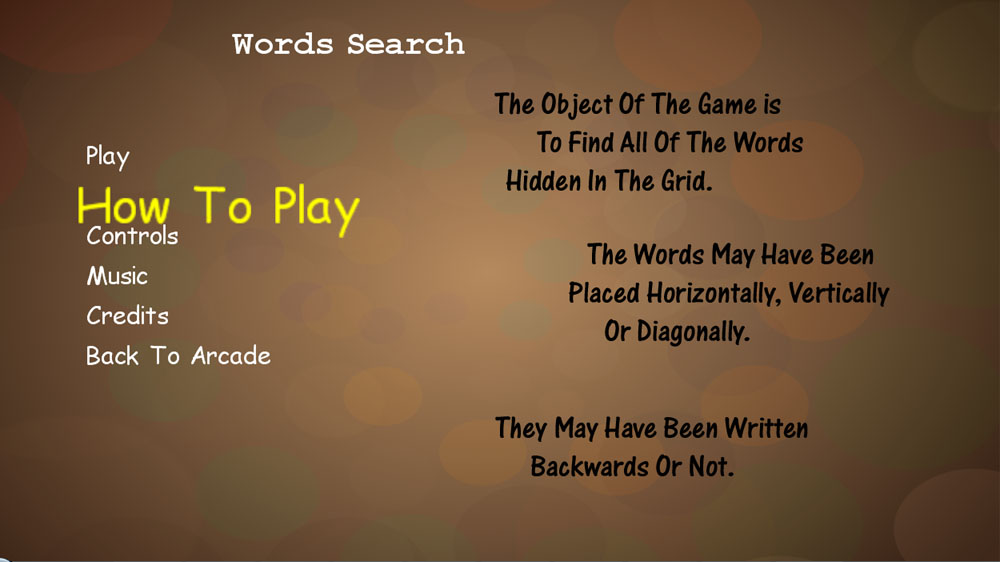 Words Search
Play
How To Play
Controls
Music
Credits
Back To Arcade
The Object Of The Game is
To Find All Of The Words
Hidden In The Grid.
The Words May Have Been
Placed Horizontally, Vertically
Or Diagonally.
They May Have Been Written
Backwards Or Not.